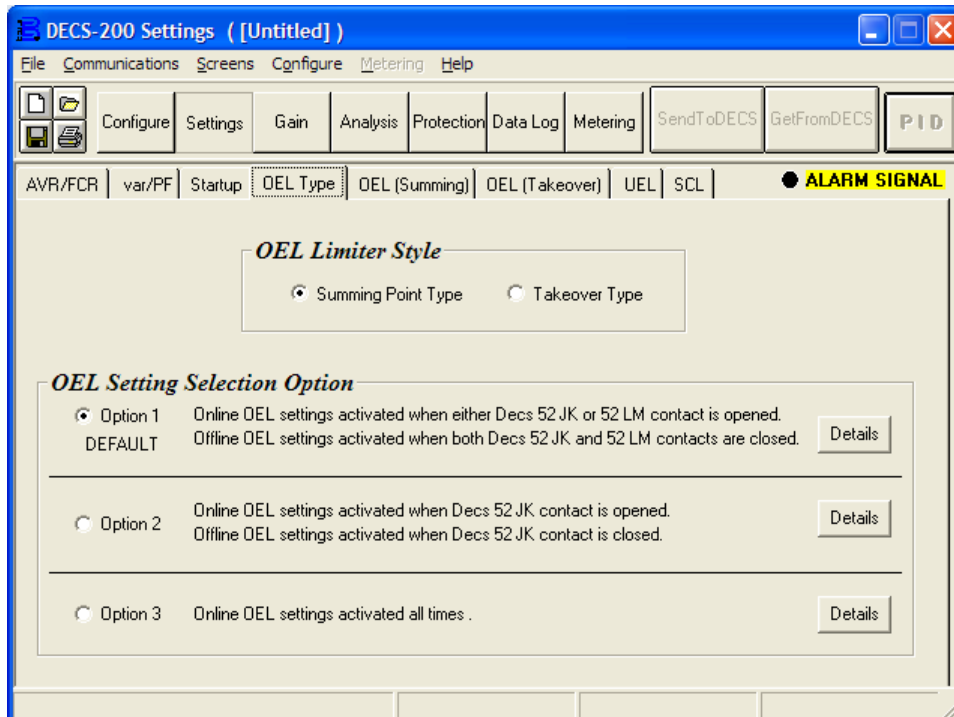 DECS-200 Settings ( [Untitled] )
File Communications Screens Configure Metering Help
Configure Settings Gain Analysis Protection Data Log Metering SendToDECS GetFromDECS PID
AVR/FCR var/PF Startup OEL Type OEL (Summing) OEL (Takeover) UEL SCL ALARM SIGNAL
OEL Limiter Style
Summing Point Type Takeover Type
OEL Setting Selection Option
Option 1 Online OEL settings activated when either Decs 52 JK or 52 LM contact is opened.
DEFAULT Offline OEL settings activated when both Decs 52 JK and 52 LM contacts are closed. Details
Option 2 Online OEL settings activated when Decs 52 JK contact is opened.
Offline OEL settings activated when Decs 52 JK contact is closed. Details
Option 3 Online OEL settings activated all times . Details